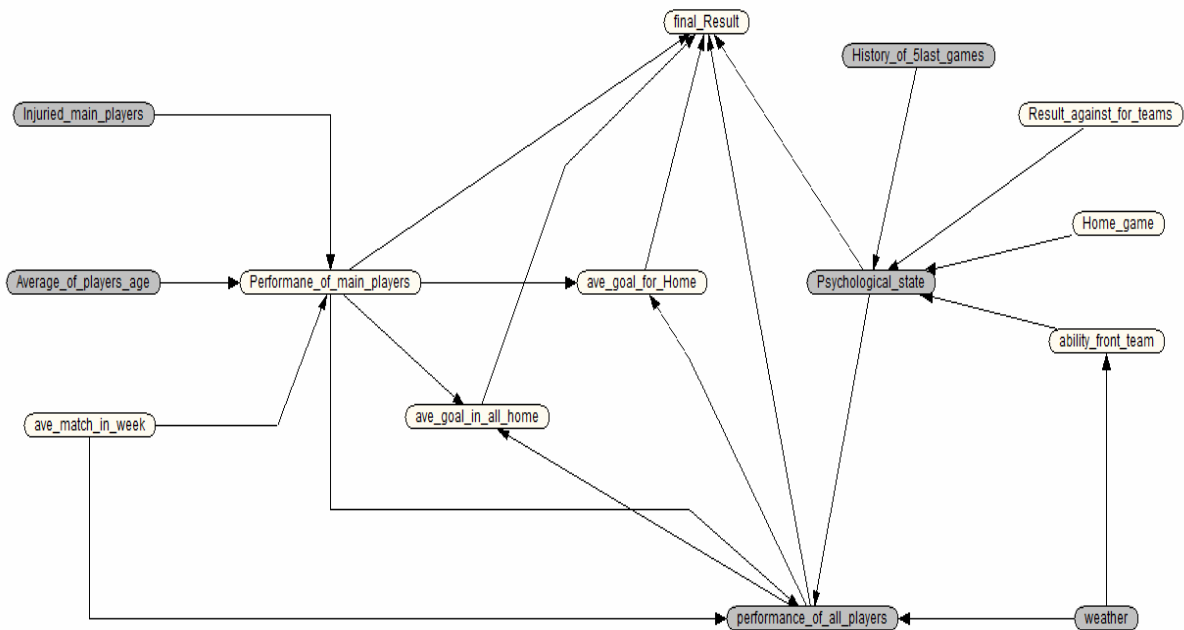 final_Result
History_of_5last_games
Injuried_main_players
Result_against_for_teams
Home_game
Average_of_players_age
Performane_of_main_players
ave_goal_for_Home
Psychological_state
ability_front_team
ave_match_in_week
ave_goal_in_all_home
performance_of_all_players
weather